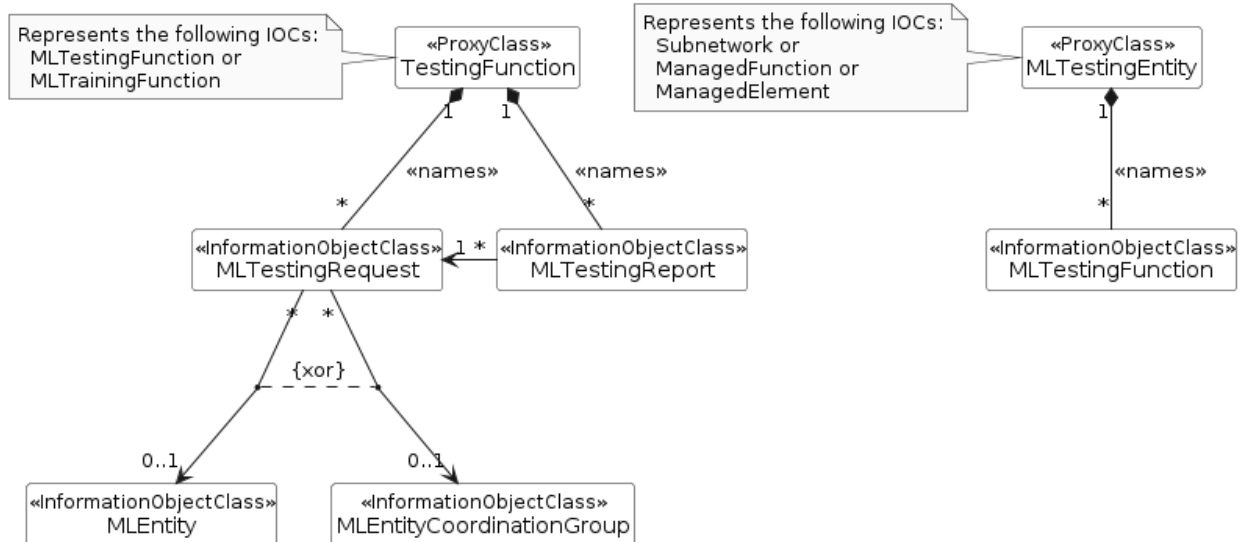 Represents the following IOCs:
MLTestingFunction or
MLTrainingFunction
«ProxyClass»
TestingFunction
Represents the following IOCs:
Subnetwork or
ManagedFunction or
ManagedElement
«ProxyClass»
MLTestingEntity
1
1
1
«names»
«names»
«names»
*
*
*
«InformationObjectClass»
MLTestingRequest
1 *
«InformationObjectClass»
MLTestingReport
«InformationObjectClass»
MLTestingFunction
*
*
{xor}
0..1
0..1
«InformationObjectClass»
MLEntity
«InformationObjectClass»
MLEntityCoordinationGroup